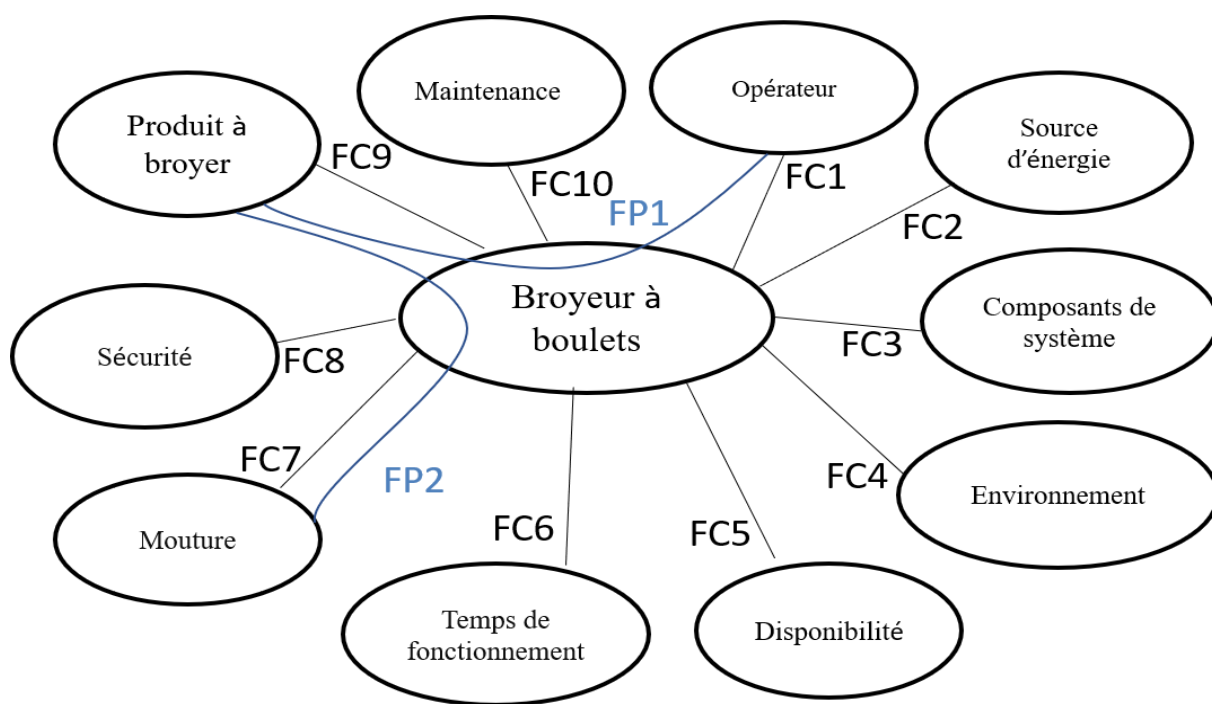 Maintenance
Opérateur
Produit à
broyer
Source
d'énergie
FC9
FC10
FC1
FP1
FC2
Broyeur à
boulets
Composants de
système
Sécurité
FC8
FC3
FC7
FP2
FC4
Environnement
FC6
FC5
Mouture
Temps de
fonctionnement
Disponibilité